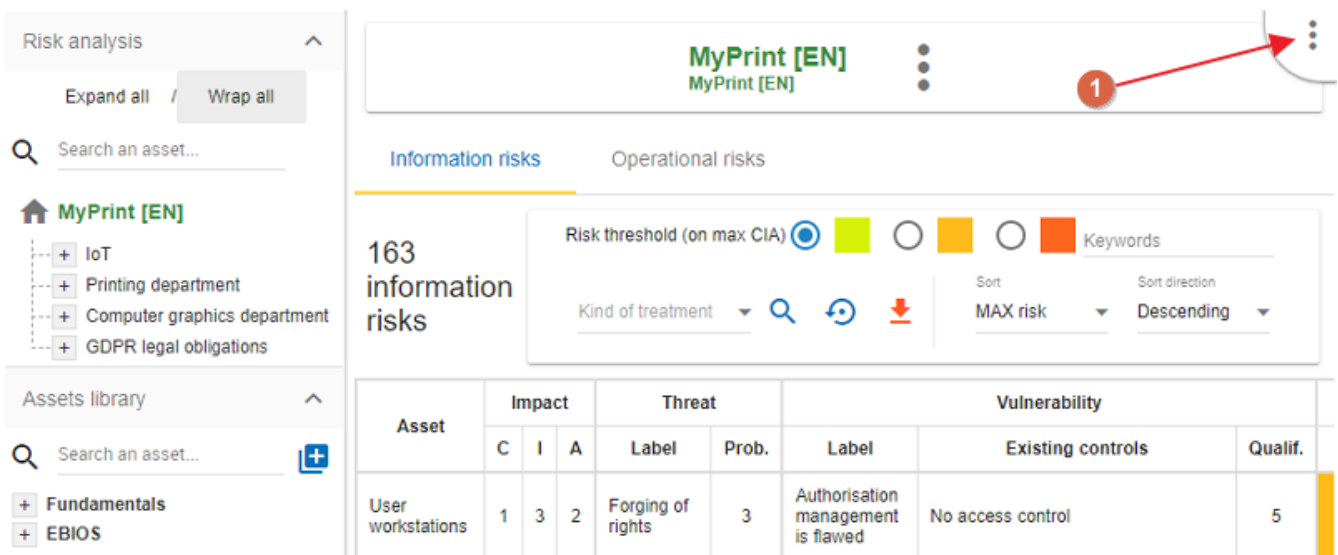 Risk analysis
Expand all / Wrap all
Search an asset...
MyPrint [EN]
+ IoT
+ Printing department
+ Computer graphics department
+ GDPR legal obligations
Assets library
Search an asset...
+ Fundamentals
+ EBIOS
MyPrint [EN]
MyPrint [EN]
1
Information risks Operational risks
163
information
risks
Risk threshold (on max CIA)
Keywords
Kind of treatment
Sort
MAX risk
Sort direction
Descending
Asset Impact Threat Vulnerability
C I A Label Prob. Label Existing controls Qualif.
User
workstations
1 3 2
Forging of
rights
3
Authorisation
management
is flawed
No access control
5